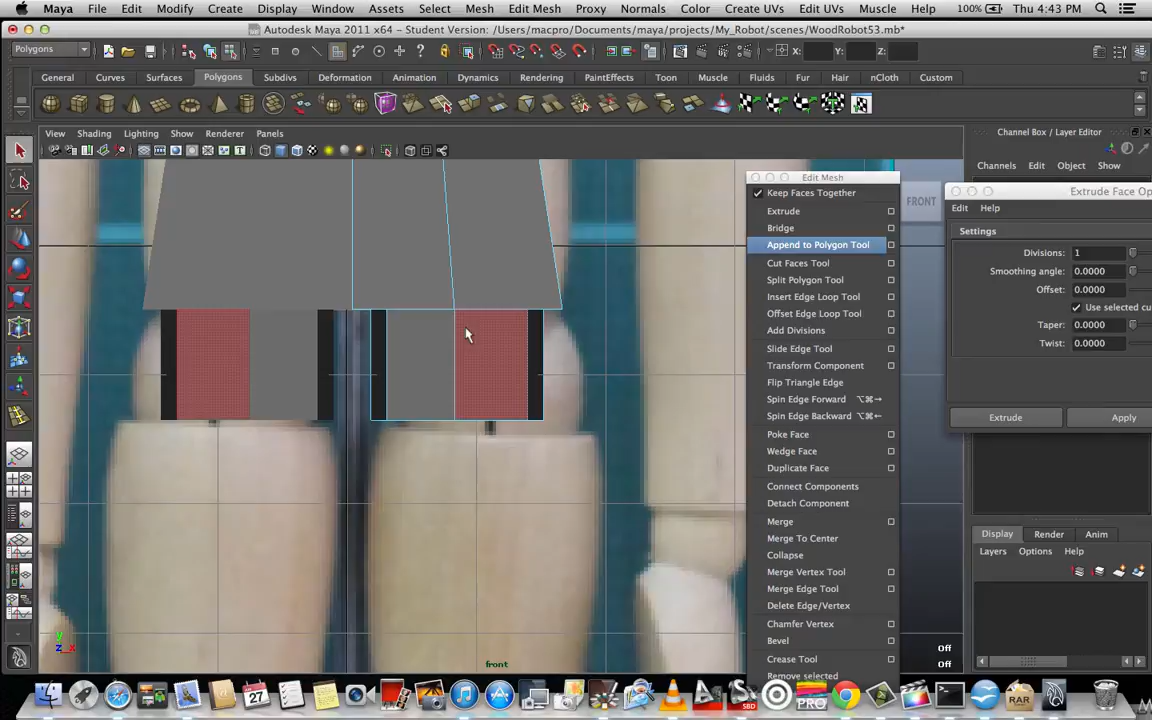 Maya File Edit Modify Create Display Window Assets Select Mesh Edit Mesh Proxy Normals Color Create UVs Edit UVs Muscle Help 100% Thu 4:43 PM
Autodesk Maya 2011 x64 - Student Version: /Users/macpro/Documents/maya/projects/My_Robot/scenes/WoodRobot53.mb*
Polygons X: Y: Z:
General Curves Surfaces Polygons Subdivs Deformation Animation Dynamics Rendering PaintEffects Toon Muscle Fluids Fur Hair nCloth Custom
View Shading Lighting Show Renderer Panels
Channel Box / Layer Editor
Channels Edit Object Show
Edit Mesh
Keep Faces Together
Extrude
Bridge
Append to Polygon Tool
Cut Faces Tool
Split Polygon Tool
Insert Edge Loop Tool
Offset Edge Loop Tool
Add Divisions
Slide Edge Tool
Transform Component
Flip Triangle Edge
Spin Edge Forward ⌥⌘→
Spin Edge Backward ⌥⌘←
Poke Face
Wedge Face
Duplicate Face
Connect Components
Detach Component
Merge
Merge To Center
Collapse
Merge Vertex Tool
Merge Edge Tool
Delete Edge/Vertex
Chamfer Vertex
Bevel
Crease Tool
Remove selected
FRONT
Extrude Face Op
Edit Help
Settings
Divisions: 1
Smoothing angle: 0.0000
Offset: 0.0000
Use selected cu
Taper: 0.0000
Twist: 0.0000
Extrude Apply
Display Render Anim
Layers Options Help
Off
Off
front
y
z x
27
SBD
PRO
RAR